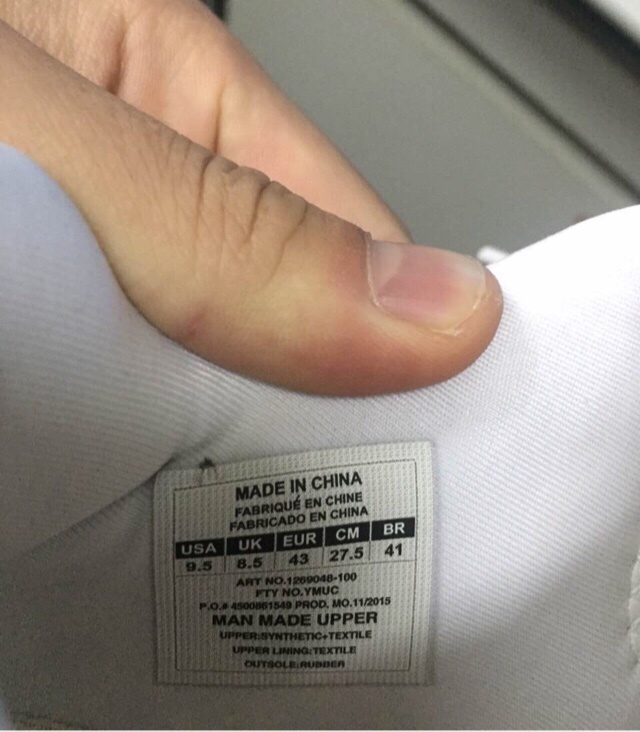 MADE IN CHINA
FABRIQUÉ EN CHINE
FABRICADO EN CHINA
USA UK EUR CM BR
9.5 8.5 43 27.5 41
ART NO.1269048-100
FTY NO.YMUC
P.O.# 4500861549 PROD. MO.11/2015
MAN MADE UPPER
UPPER:SYNTHETIC+TEXTILE
UPPER LINING:TEXTILE
OUTSOLE:RUBBER